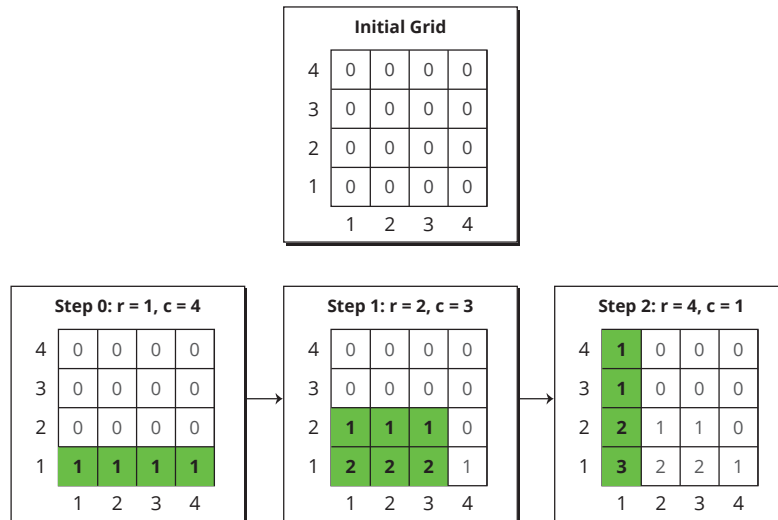 Initial Grid
4 0 0 0 0
3 0 0 0 0
2 0 0 0 0
1 0 0 0 0
1 2 3 4
Step 0: r = 1, c = 4
4 0 0 0 0
3 0 0 0 0
2 0 0 0 0
1 1 1 1 1
1 2 3 4
Step 1: r = 2, c = 3
4 0 0 0 0
3 0 0 0 0
2 1 1 1 0
1 2 2 2 1
1 2 3 4
Step 2: r = 4, c = 1
4 1 0 0 0
3 1 0 0 0
2 2 1 1 0
1 3 2 2 1
1 2 3 4